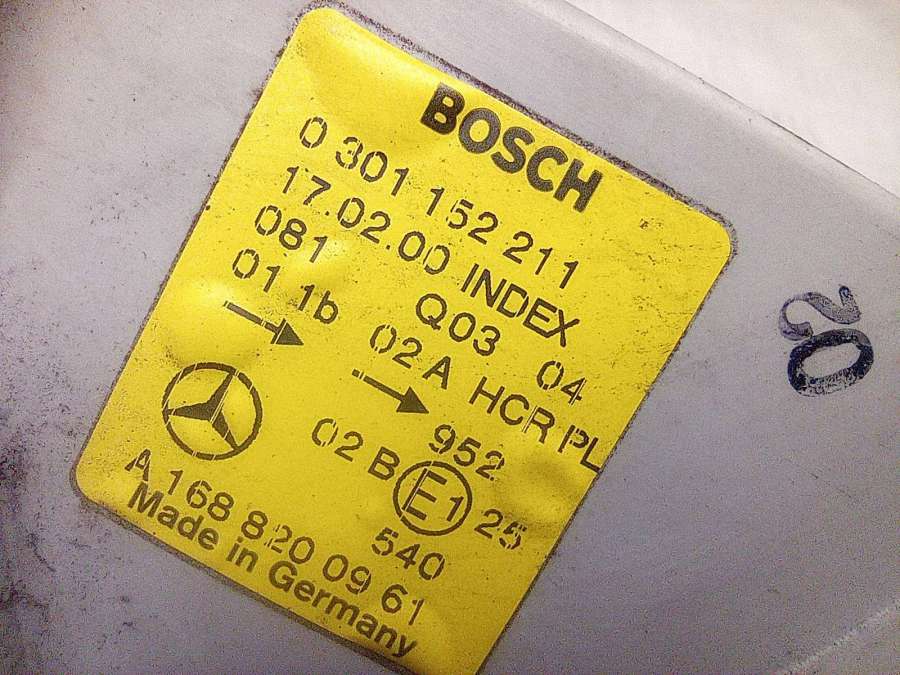 BOSCH
0 301 152 211
17.02.00 INDEX
081 Q03 04
01 1b 02 A HCR PL
952
02 B E1 25
540
A 168 820 09 61
Made in Germany
20